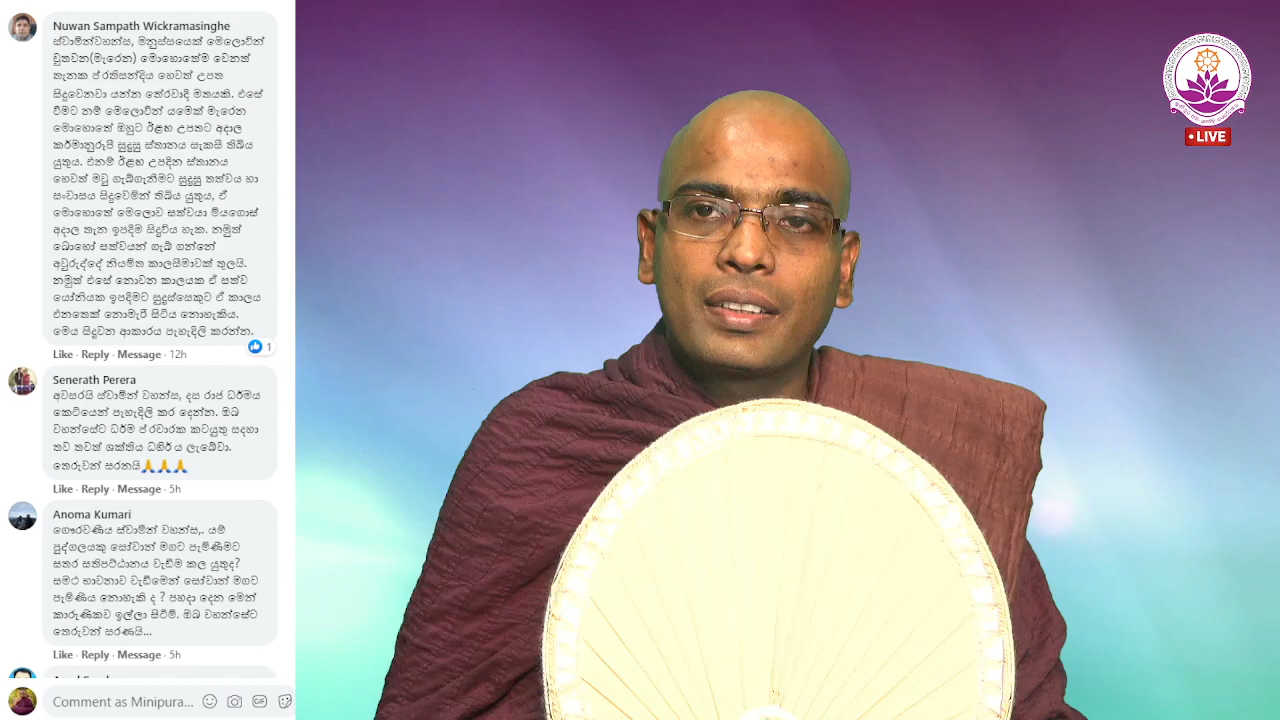 Nuwan Sampath Wickramasinghe
ස්වාමින්වහන්ස, මනුස්සයෙක් මෙලොවින්
චුතවන(මැරෙන) මොහොතේම වෙනත්
තැනක ප්රතිසන්දිය හෙවත් උපත
සිදුවෙනවා යන්න තේරවාදී මතයකි. එසේ
වීමට නම් මෙලොවින් යමෙක් මැරෙන
මොහොතේ ඔහුට ඊළඟ උපතට අදාල
කර්මානුරූපී සුදුසු ස්තානය සැකසී තිබිය
යුතුය. එනම් ඊළඟ උපදින ස්තානය
හෙවත් මවු ගැබ්ගැනීමට සුදුසු තත්වය හා
සංවාසය සිදුවෙමින් තිබිය යුතුය, ඒ
මොහොතේ මෙලොව සත්වයා මියගොස්
අදාල තැන ඉපදීම සිදුවිය හැක. නමුත්
බොහෝ සත්වයන් ගැබ් ගන්නේ
අවුරුද්දේ නියමිත කාලසීමාවක් තුලයි.
නමුත් එසේ නොවන කාලයක ඒ සත්ව
යෝනියක ඉපදීමට සුදුස්සෙකුට ඒ කාලය
එනතෙක් නොමැරී සිටිය නොහැකිය.
මෙය සිදුවන ආකාරය පැහැදිලි කරන්න.
Like · Reply · Message · 12h
1
Senerath Perera
අවසරයි ස්වාමින් වහන්ස, දස රාජ ධර්මය
කෙටියෙන් පැහැදිලි කර දෙන්න. ඔබ
වහන්සේට ධර්ම ප්රචාරක කටයුතු සදහා
තව තවත් ශක්තිය ධෛර්ය ලැබේවා.
තෙරුවන් සරනයි🙏🙏🙏
Like · Reply · Message · 5h
Anoma Kumari
ගෞරවණිය ස්වාමින් වහන්ස,. යම්
පුද්ගලයකු සෝවාන් මගට පැමිණීමට
සතර සතිපට්ඨානය වැඩීම කල යුතුද?
සමථ භාවනාව වැඩීමෙන් සෝවාන් මගට
පැමිණිය නොහැකි ද ? පහදා දෙන මෙන්
කාරුණිකව ඉල්ලා සිටිමි. ඔබ වහන්සේට
තෙරුවන් සරණයි...
Like · Reply · Message · 5h
Comment as Minipura...
GIF
LIVE